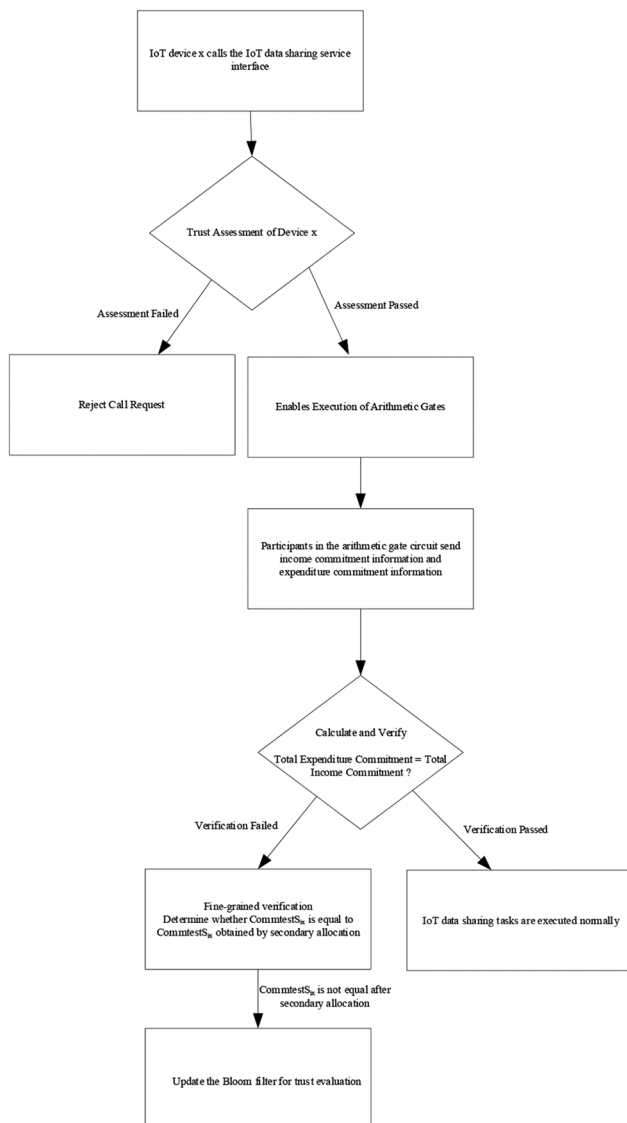 IoT device x calls the IoT data sharing service
interface
Trust Assessment of Device x
Assessment Failed
Assessment Passed
Reject Call Request
Enables Execution of Arithmetic Gates
Participants in the arithmetic gate circuit send
income commitment information and
expenditure commitment information
Calculate and Verify
Total Expenditure Commitment = Total
Income Commitment ?
Verification Failed
Verification Passed
Fine-grained verification
Determine whether CommtestS is equal to
CommtestS obtained by secondary allocation
IoT data sharing tasks are executed normally
CommtestS is not equal after
secondary allocation
Update the Bloom filter for trust evaluation